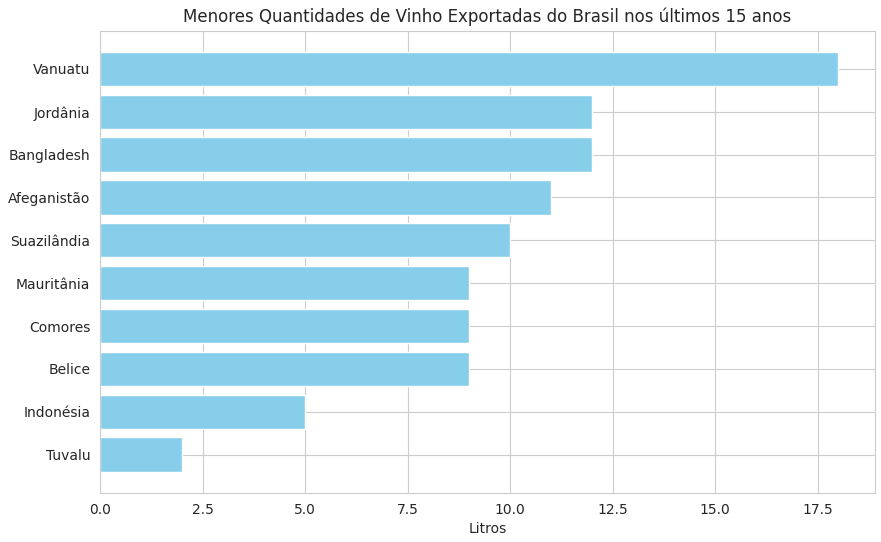 Menores Quantidades de Vinho Exportadas do Brasil nos últimos 15 anos
Vanuatu
Jordânia
Bangladesh
Afeganistão
Suazilândia
Mauritânia
Comores
Belice
Indonésia
Tuvalu
0.0 2.5 5.0 7.5 10.0 12.5 15.0 17.5
Litros